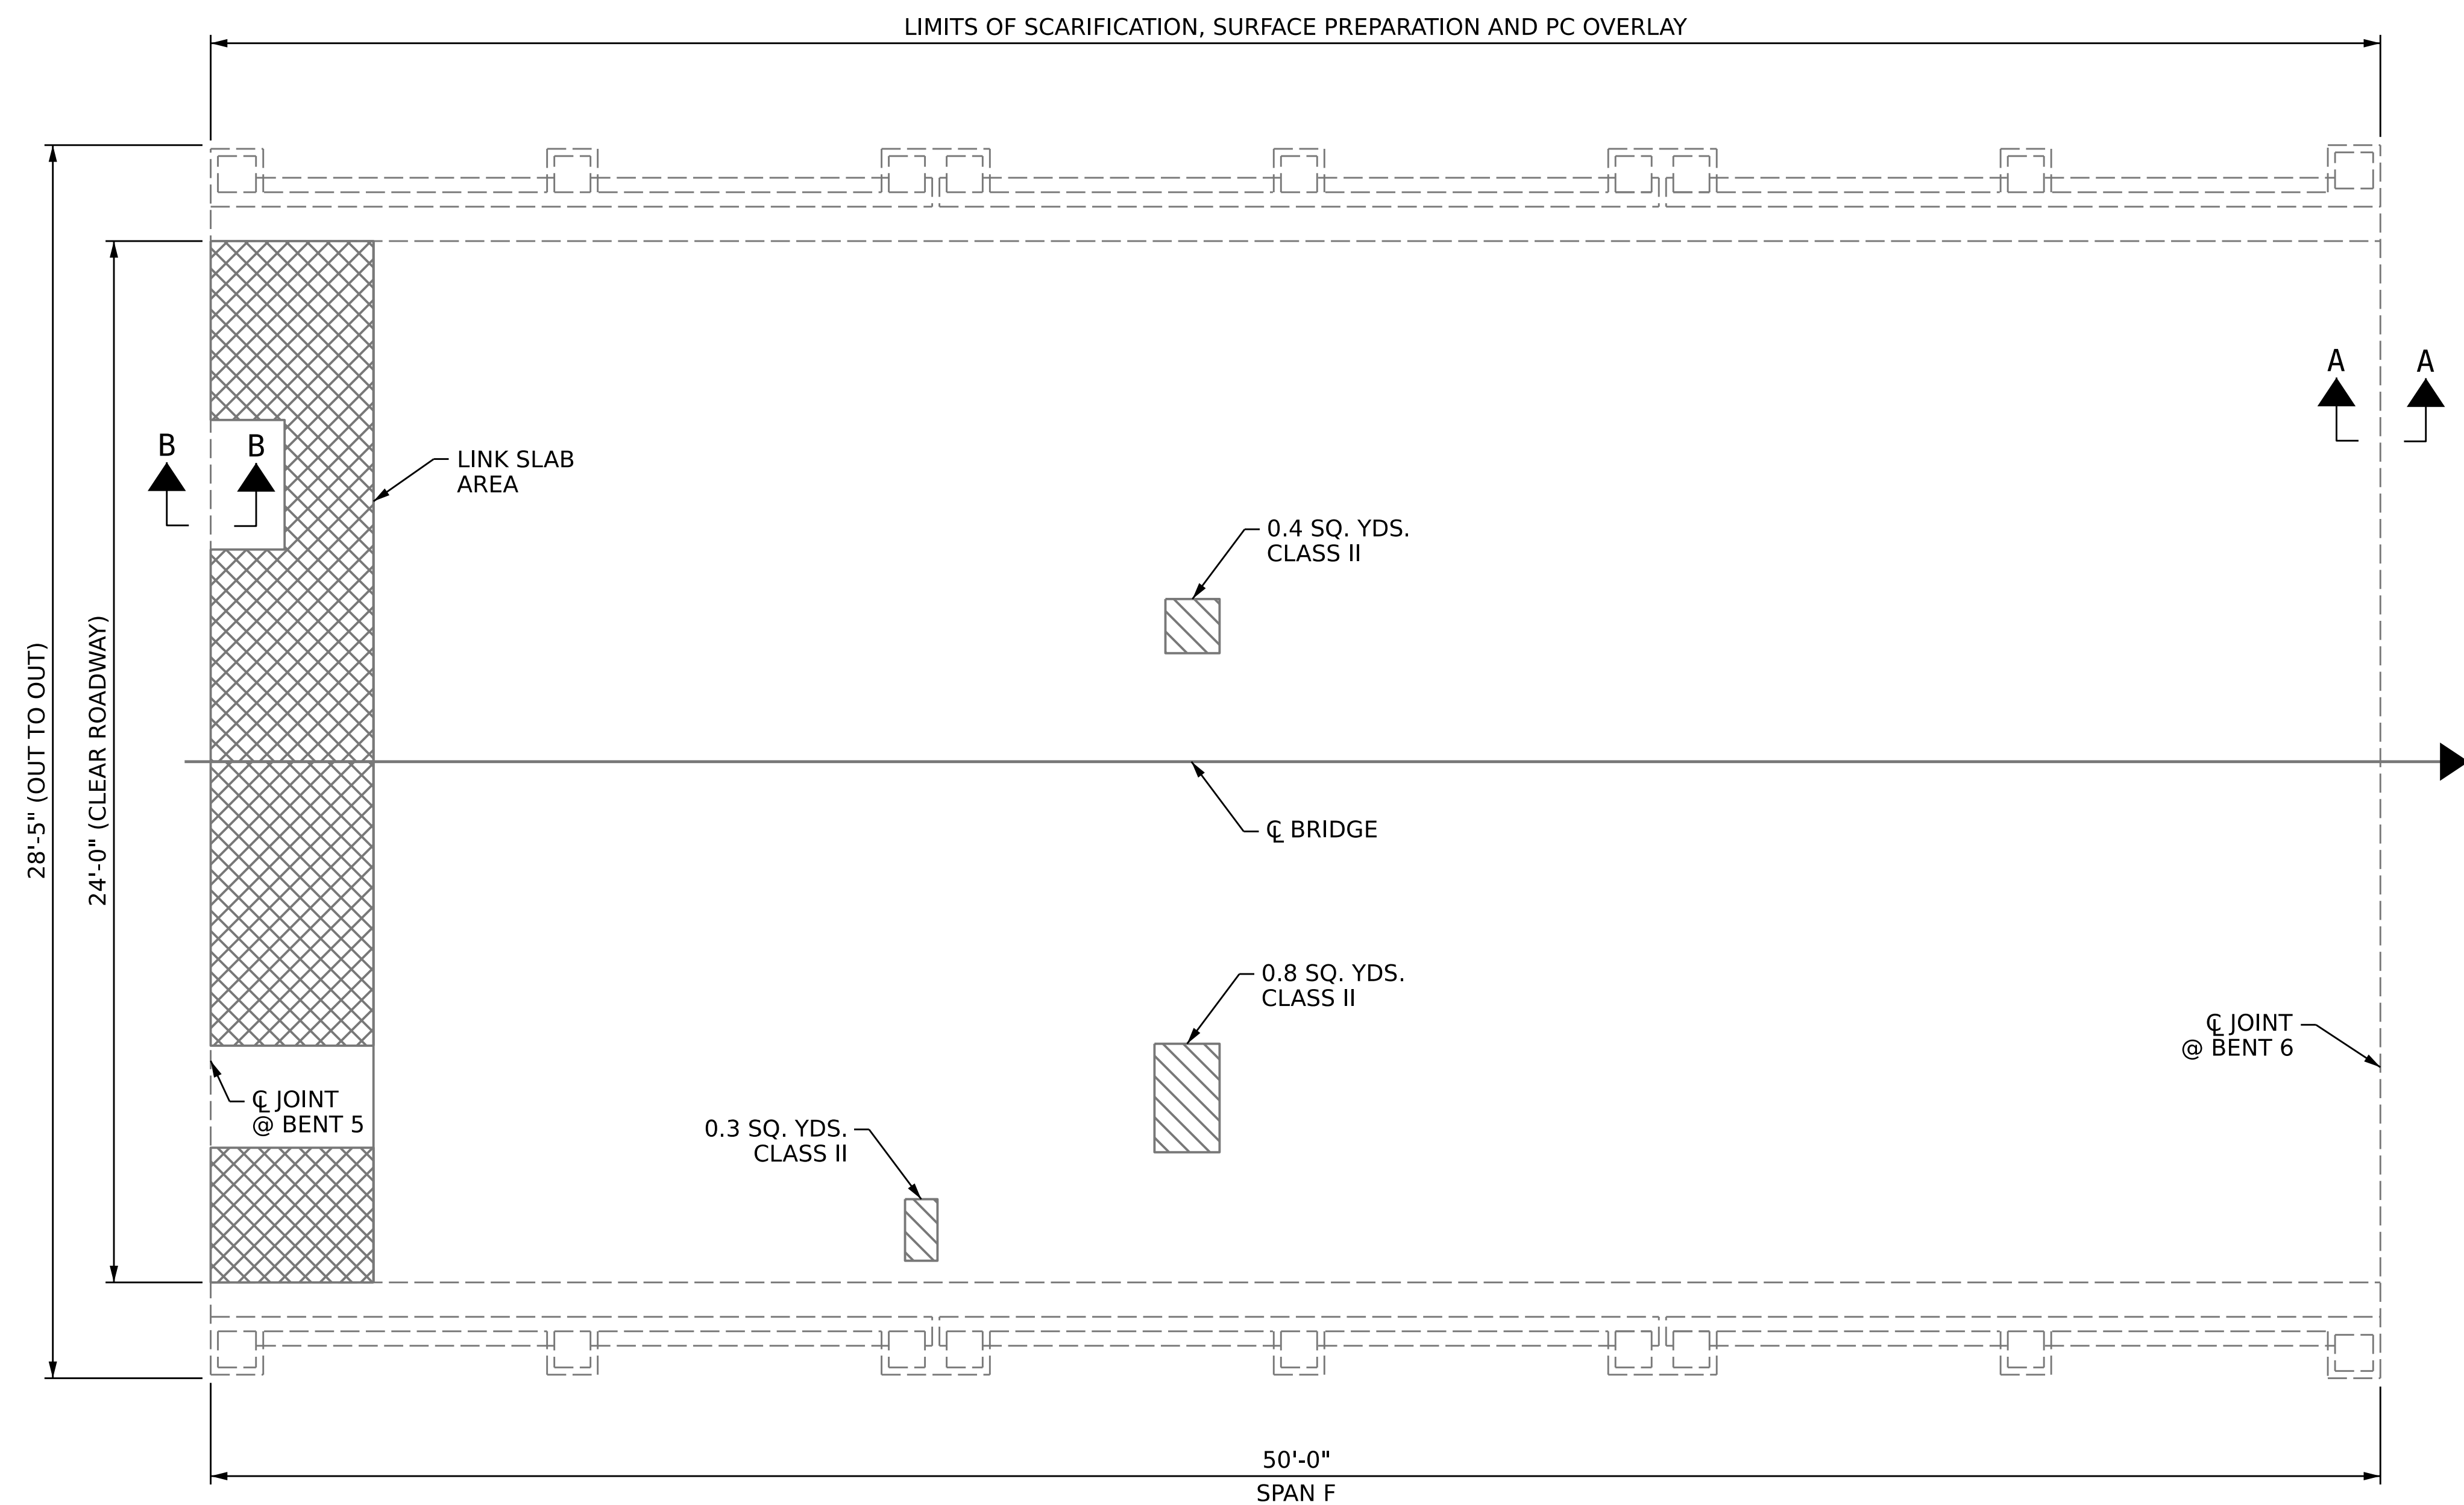 LIMITS OF SCARIFICATION, SURFACE PREPARATION AND PC OVERLAY
A
A
B
B
LINK SLAB
AREA
0.4 SQ. YDS.
CLASS II
28'-5" (OUT TO OUT)
24'-0" (CLEAR ROADWAY)
℄ BRIDGE
0.8 SQ. YDS.
CLASS II
℄ JOINT
@ BENT 6
℄ JOINT
@ BENT 5
0.3 SQ. YDS.
CLASS II
50'-0"
SPAN F